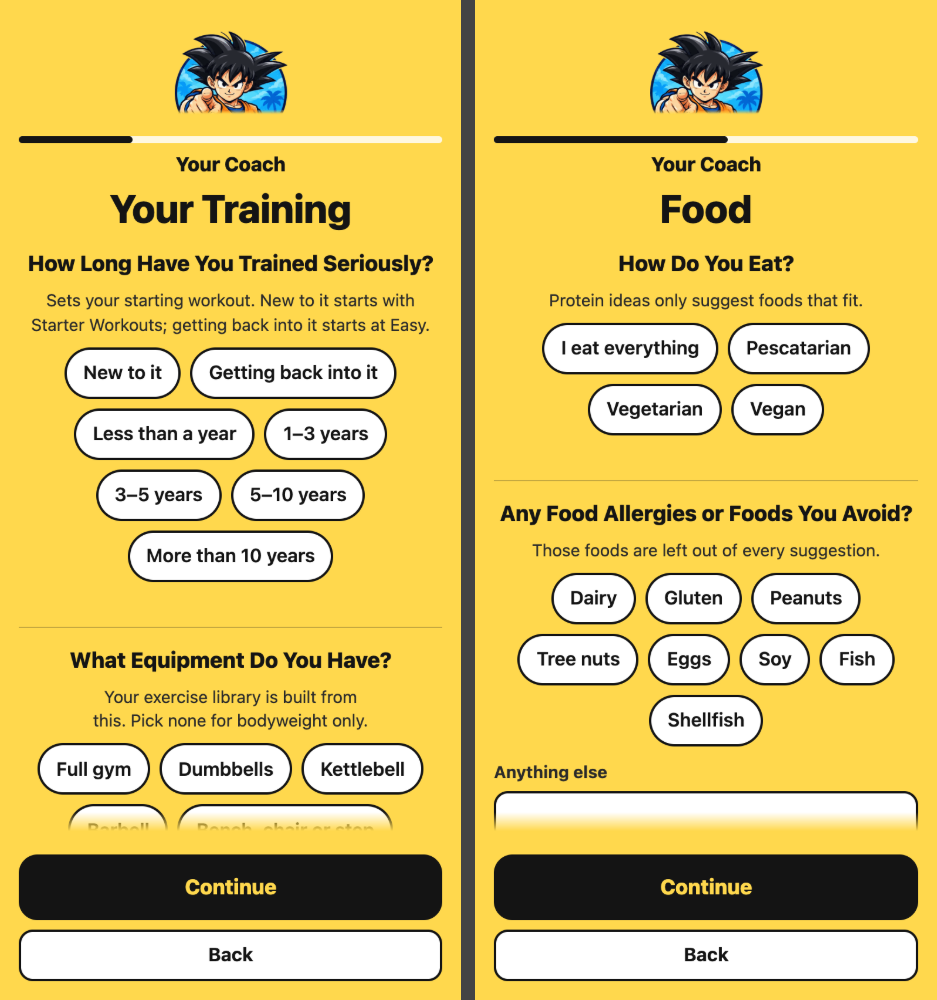 Your Coach
Your Training
How Long Have You Trained Seriously?
Sets your starting workout. New to it starts with
Starter Workouts; getting back into it starts at Easy.
New to it
Getting back into it
Less than a year
1–3 years
3–5 years
5–10 years
More than 10 years
What Equipment Do You Have?
Your exercise library is built from
this. Pick none for bodyweight only.
Full gym
Dumbbells
Kettlebell
Barbell
Bench, chair or step
Continue
Back
Your Coach
Food
How Do You Eat?
Protein ideas only suggest foods that fit.
I eat everything
Pescatarian
Vegetarian
Vegan
Any Food Allergies or Foods You Avoid?
Those foods are left out of every suggestion.
Dairy
Gluten
Peanuts
Tree nuts
Eggs
Soy
Fish
Shellfish
Anything else
Continue
Back